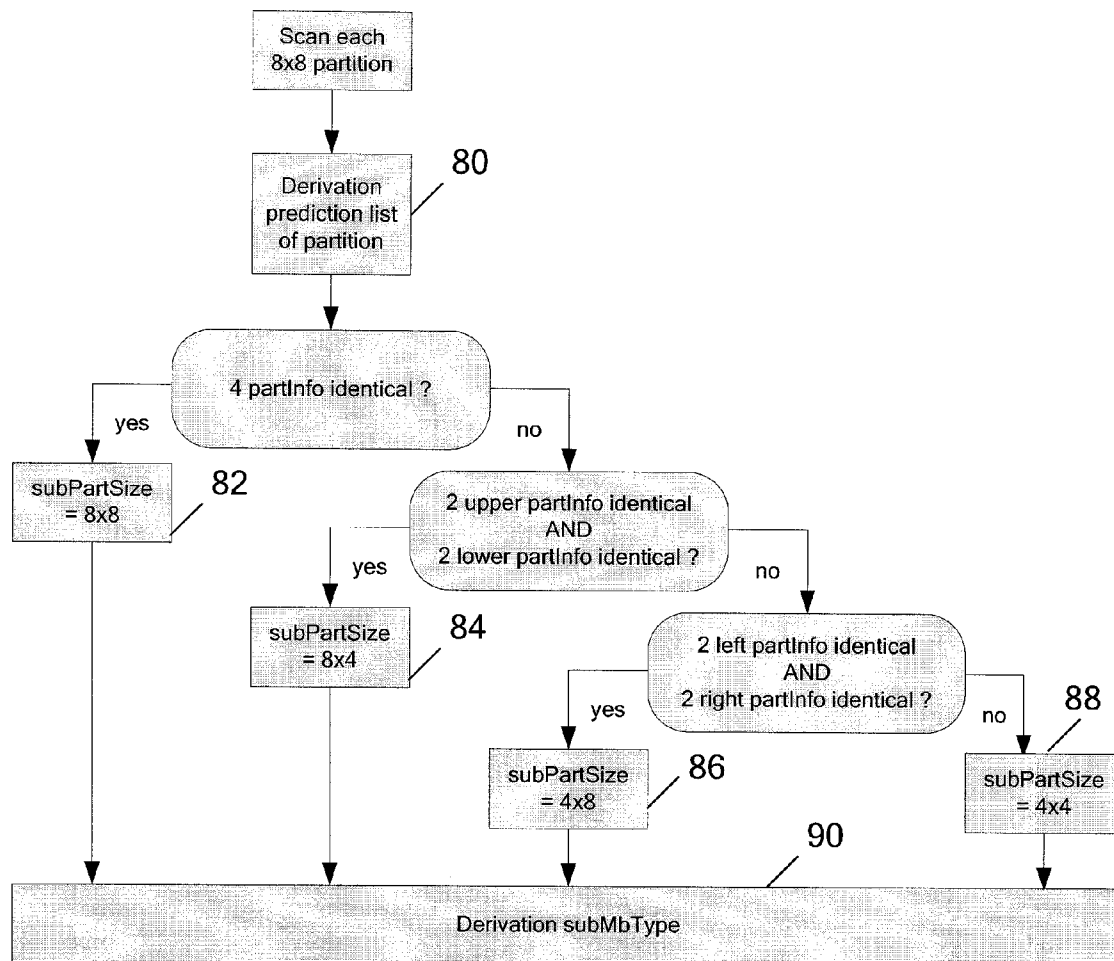 Scan each
8x8 partition
80
Derivation
prediction list
of partition
4 partInfo identical ?
yes
no
82
subPartSize
= 8x8
2 upper partInfo identical
AND
2 lower partInfo identical ?
yes
no
84
subPartSize
= 8x4
2 left partInfo identical
AND
2 right partInfo identical ?
yes
no
86
subPartSize
= 4x8
88
subPartSize
= 4x4
90
Derivation subMbType